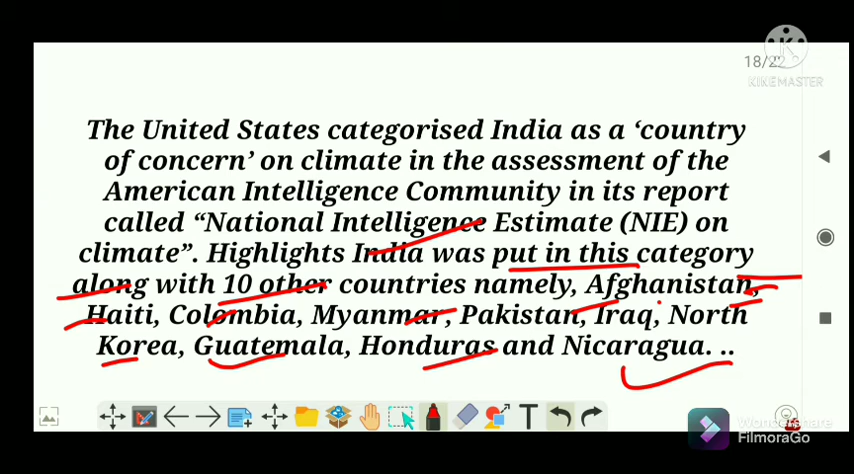 18/22
KINEMASTER
The United States categorised India as a ‘country
of concern’ on climate in the assessment of the
American Intelligence Community in its report
called “National Intelligence Estimate (NIE) on
climate”. Highlights India was put in this category
along with 10 other countries namely, Afghanistan,
Haiti, Colombia, Myanmar, Pakistan, Iraq, North
Korea, Guatemala, Honduras and Nicaragua. ..
Wondershare
FilmoraGo